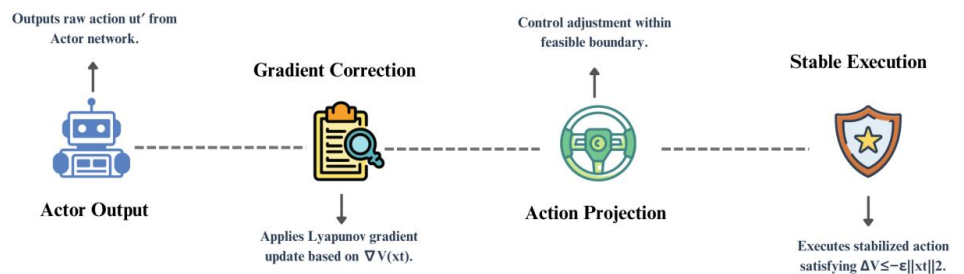 Outputs raw action ut′ from
Actor network.
Actor Output
Gradient Correction
Applies Lyapunov gradient
update based on ∇V(xt).
Control adjustment within
feasible boundary.
Action Projection
Stable Execution
Executes stabilized action
satisfying ΔV≤−ε||xt||2.